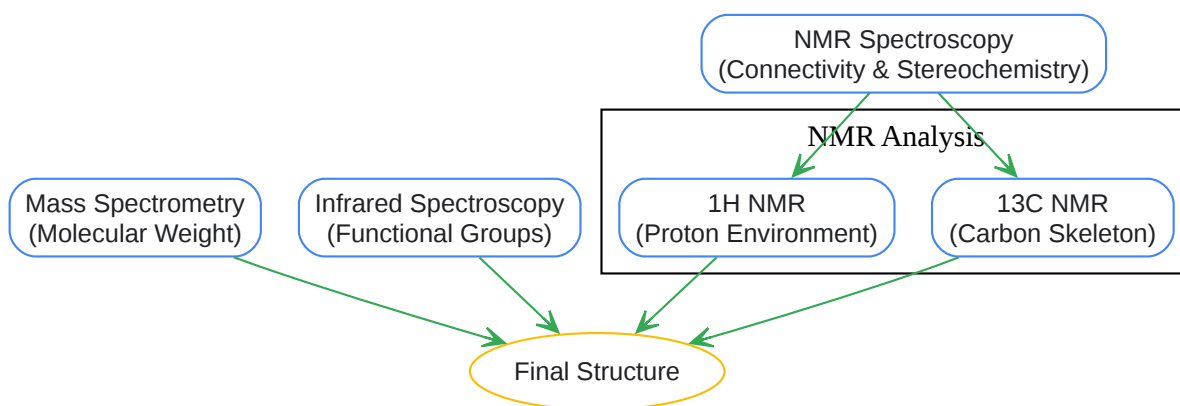 NMR Spectroscopy
(Connectivity & Stereochemistry)
NMR Analysis
Mass Spectrometry
(Molecular Weight)
Infrared Spectroscopy
(Functional Groups)
1H NMR
(Proton Environment)
13C NMR
(Carbon Skeleton)
Final Structure